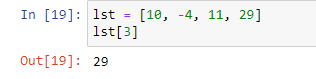 In [19]: lst = [10, -4, 11, 29]
lst[3]
Out[19]: 29